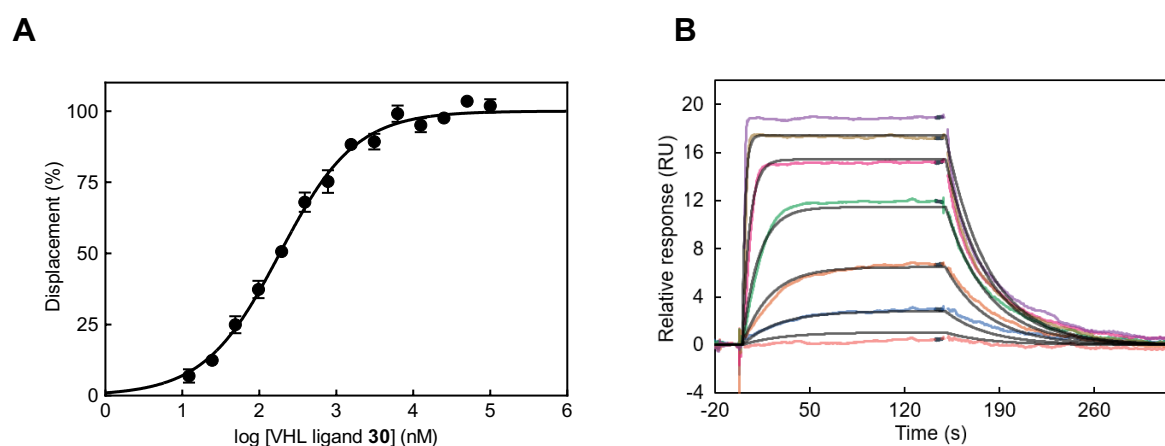 A
Displacement (%)
100
75
50
25
0
0 1 2 3 4 5 6
log [VHL ligand 30] (nM)
B
Relative response (RU)
20
16
12
8
4
0
-4
-20 50 120 190 260
Time (s)